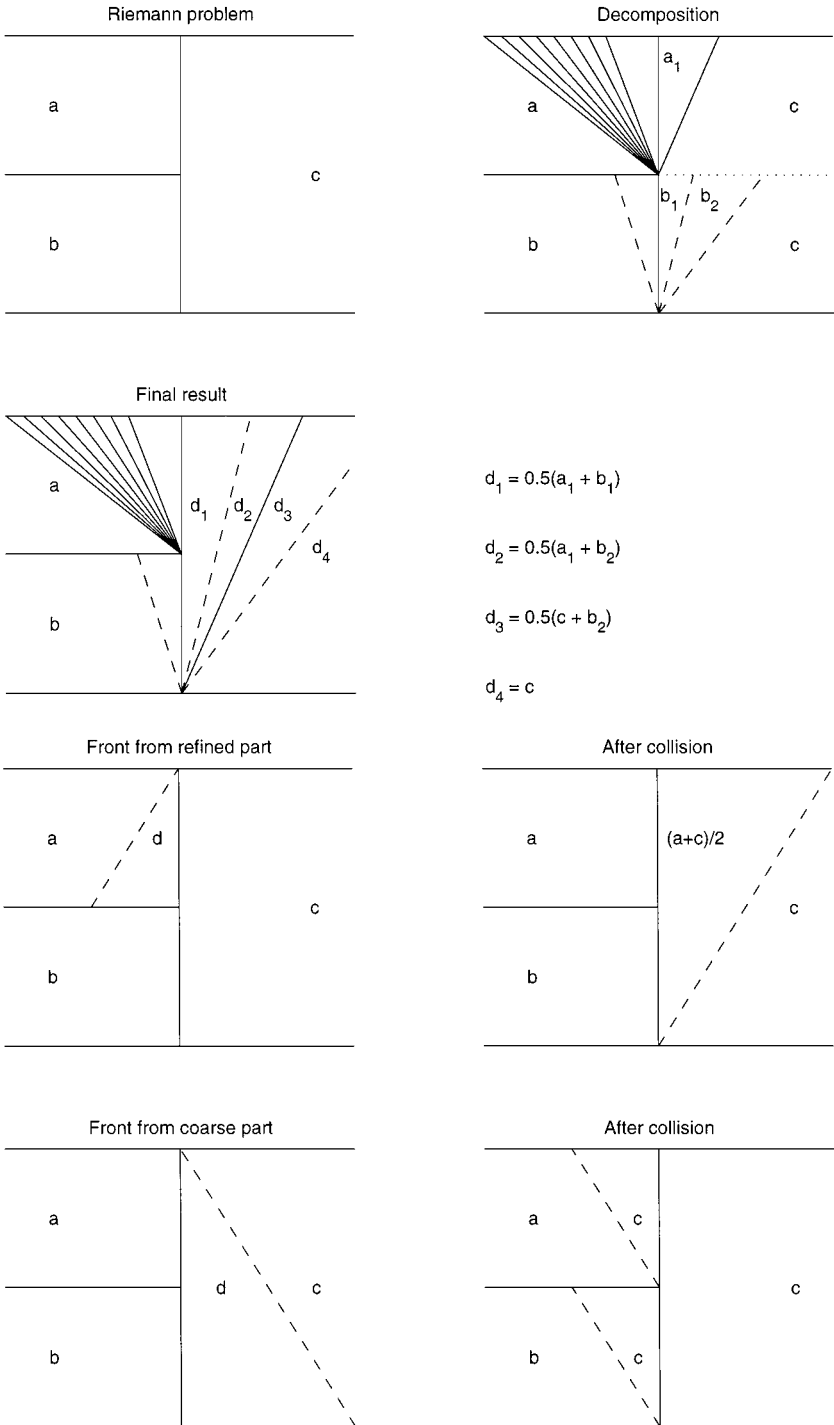 Riemann problem
a
b
c
Decomposition
a1
a
c
b1
b2
b
c
Final result
a
d1
d2
d3
d4
b
d1 = 0.5(a1 + b1)
d2 = 0.5(a1 + b2)
d3 = 0.5(c + b2)
d4 = c
Front from refined part
a
d
c
b
After collision
a
(a+c)/2
c
b
Front from coarse part
a
d
c
b
After collision
a
c
c
b
c